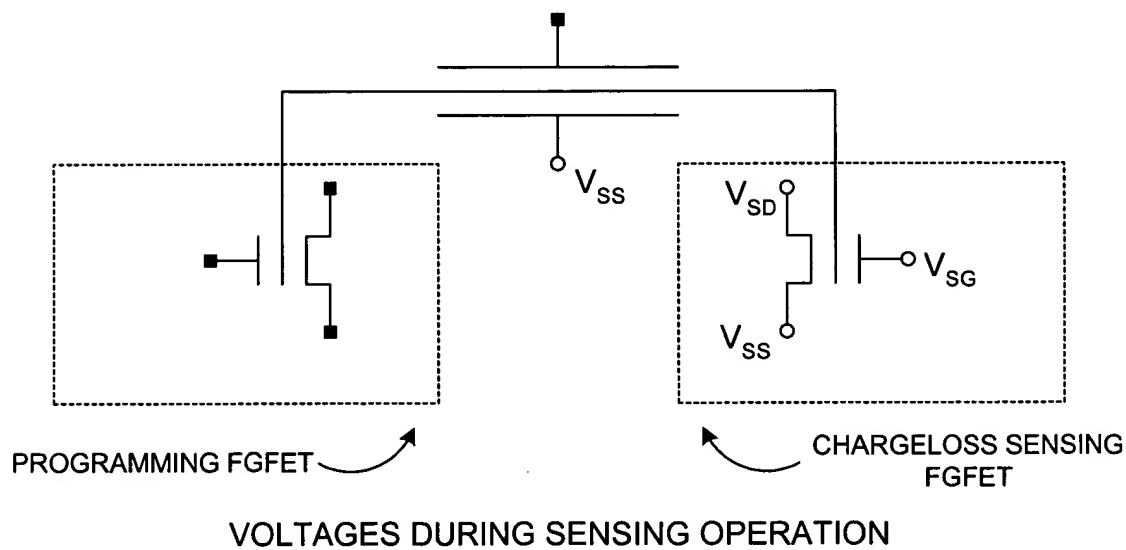 V_SS
V_SD
V_SG
V_SS
PROGRAMMING FGFET
CHARGELOSS SENSING
FGFET
VOLTAGES DURING SENSING OPERATION